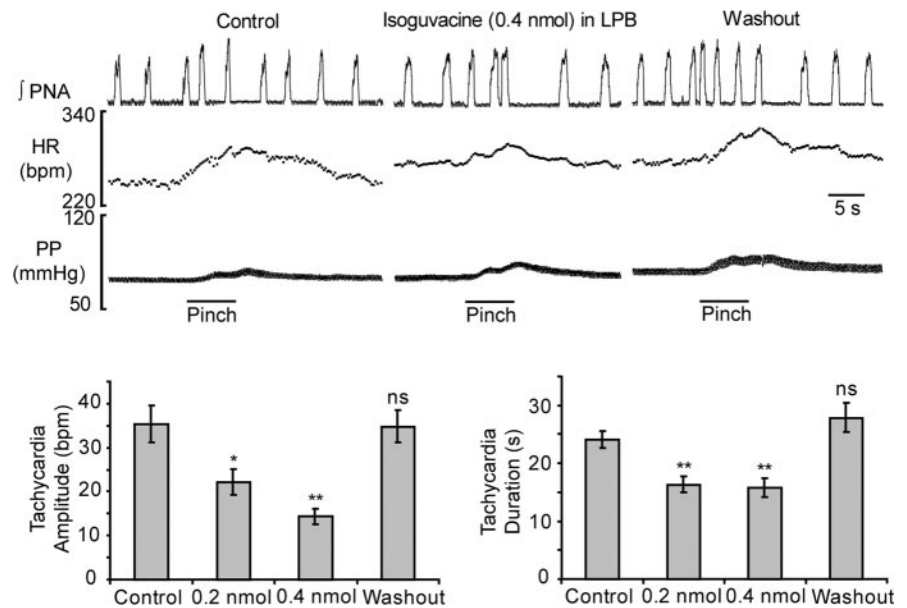 Control
Isoguvacine (0.4 nmol) in LPB
Washout
∫ PNA
340
HR
(bpm)
220
5 s
120
PP
(mmHg)
50
Pinch
Pinch
Pinch
Tachycardia
Amplitude (bpm)
40
30
20
10
0
*
**
ns
Control 0.2 nmol 0.4 nmol Washout
Tachycardia
Duration (s)
30
20
10
0
**
**
ns
Control 0.2 nmol 0.4 nmol Washout